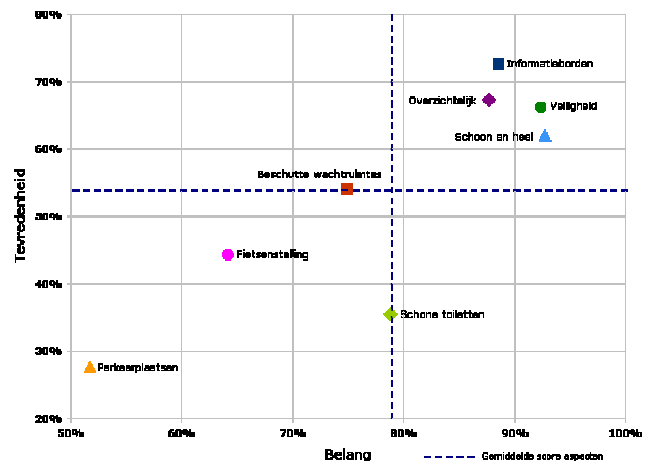 80%
Informatieborden
70%
Overzichtelijk
Veiligheid
Schoon en heel
60%
Beschutte wachtruimtes
50%
Fietsenstalling
40%
Schone toiletten
30%
Parkeerplaatsen
20%
Tevredenheid
50% 60% 70% 80% 90% 100%
Belang
Gemiddelde score aspecten